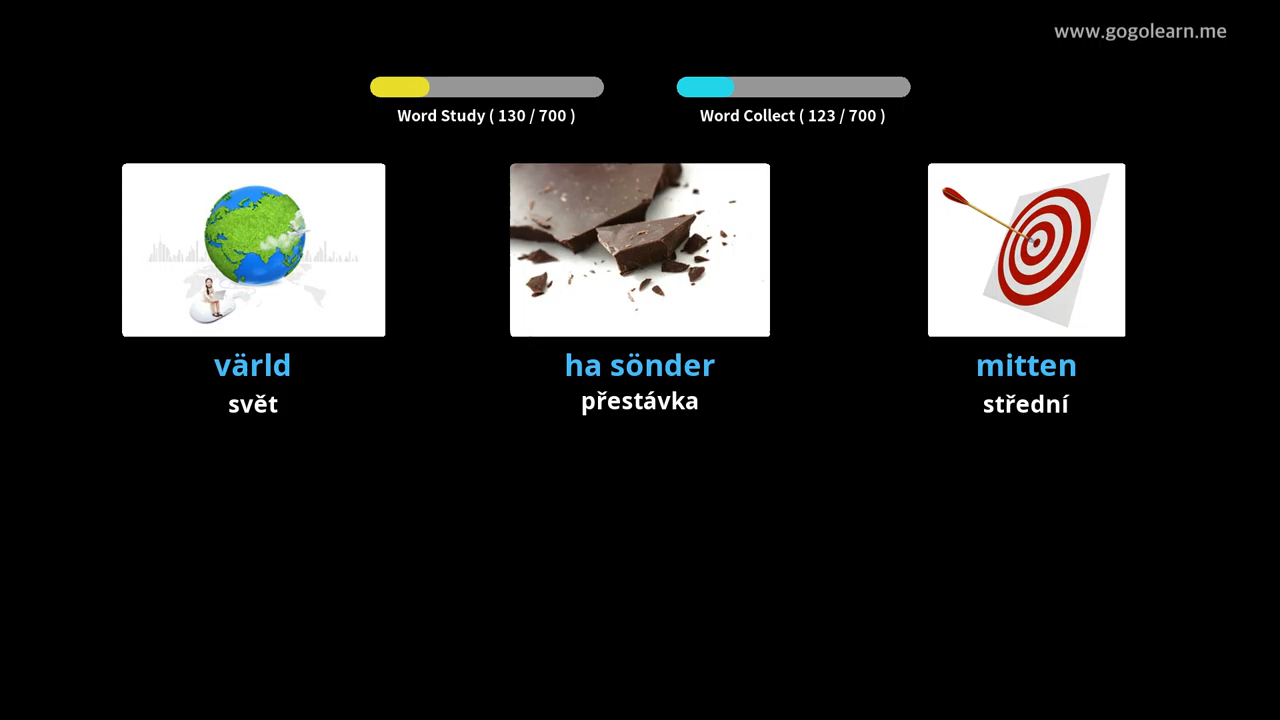 www.gogolearn.me
Word Study ( 130 / 700 )
Word Collect ( 123 / 700 )
värld
svět
ha sönder
přestávka
mitten
střední